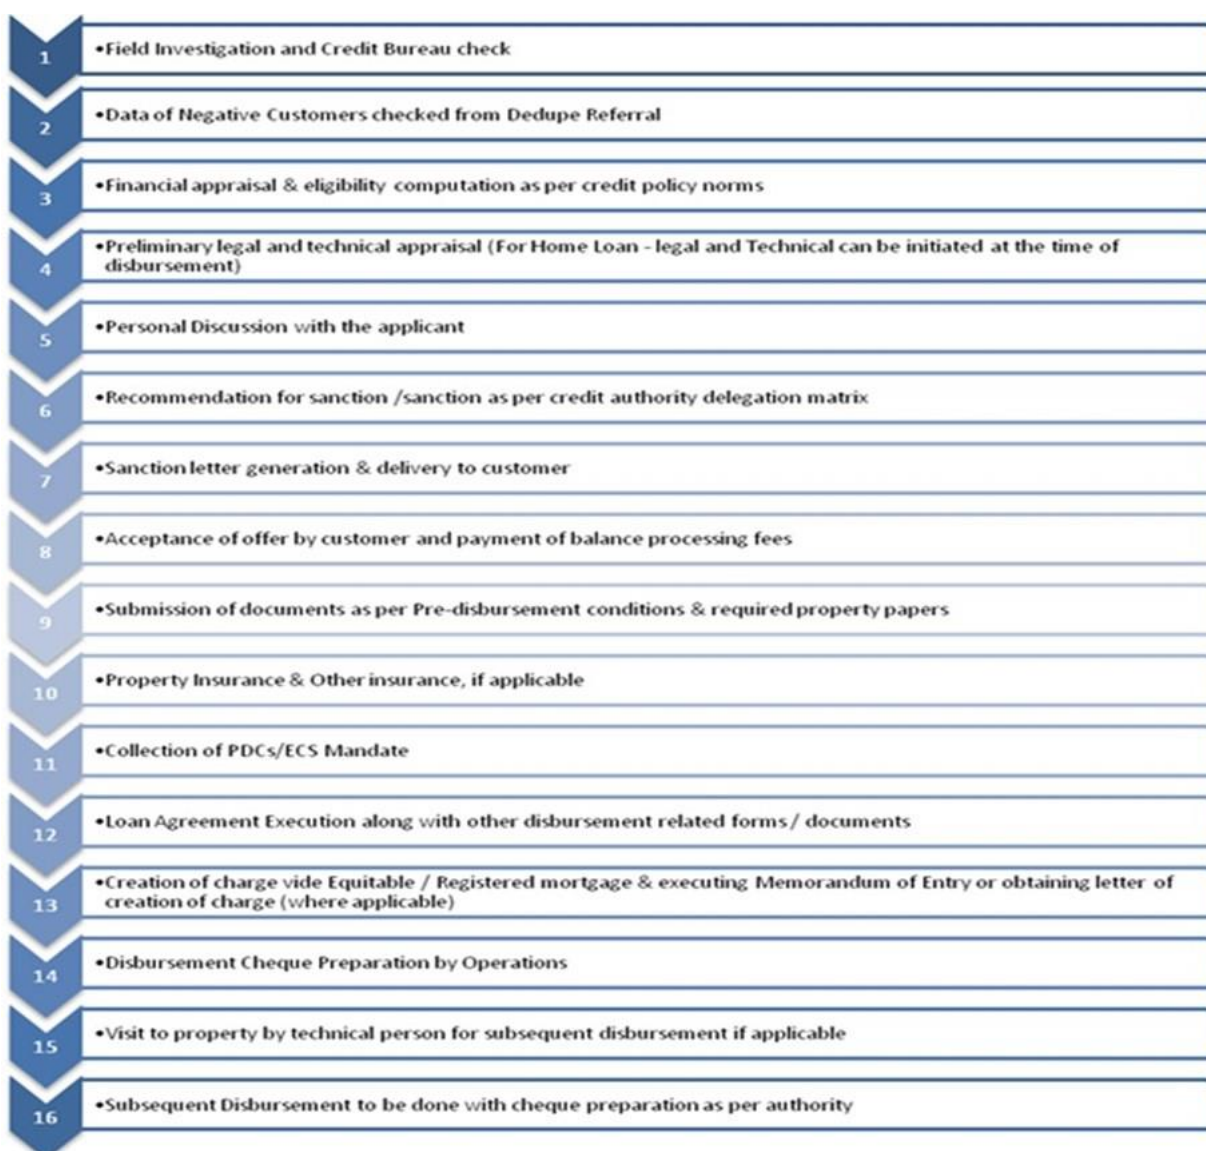 1
•Field Investigation and Credit Bureau check
2
•Data of Negative Customers checked from Dedupe Referral
3
•Financial appraisal & eligibility computation as per credit policy norms
4
•Preliminary legal and technical appraisal (For Home Loan - legal and Technical can be initiated at the time of
disbursement)
5
•Personal Discussion with the applicant
6
•Recommendation for sanction /sanction as per credit authority delegation matrix
7
•Sanction letter generation & delivery to customer
8
•Acceptance of offer by customer and payment of balance processing fees
9
•Submission of documents as per Pre-disbursement conditions & required property papers
10
•Property Insurance & Other insurance, if applicable
11
•Collection of PDCs/ECS Mandate
12
•Loan Agreement Execution along with other disbursement related forms / documents
13
•Creation of charge vide Equitable / Registered mortgage & executing Memorandum of Entry or obtaining letter of
creation of charge (where applicable)
14
•Disbursement Cheque Preparation by Operations
15
•Visit to property by technical person for subsequent disbursement if applicable
16
•Subsequent Disbursement to be done with cheque preparation as per authority